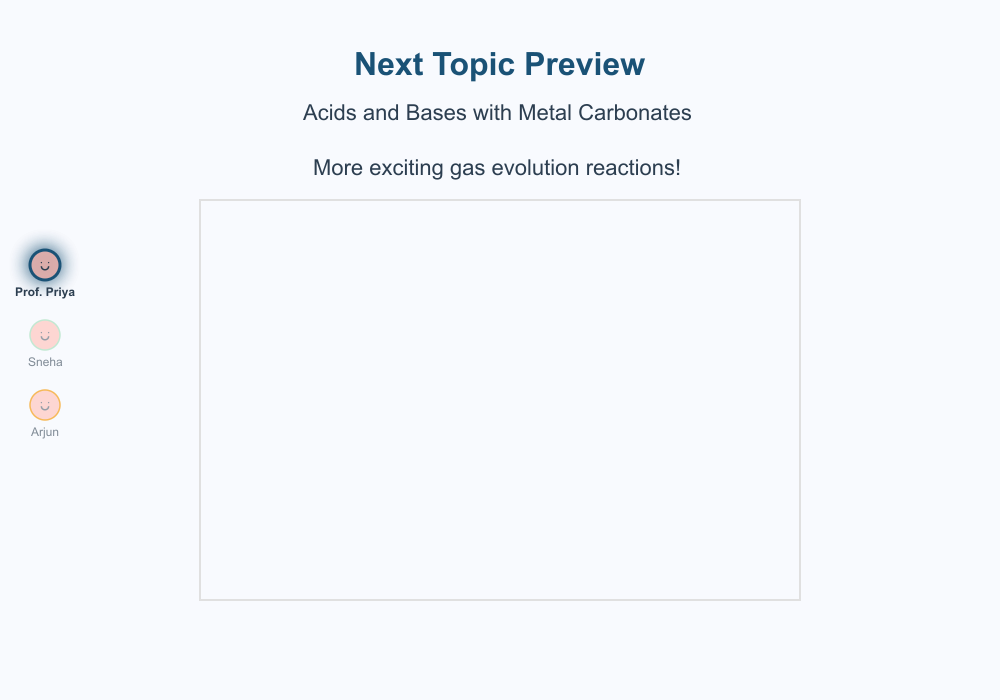 Next Topic Preview
Acids and Bases with Metal Carbonates
More exciting gas evolution reactions!
Prof. Priya
Sneha
Arjun